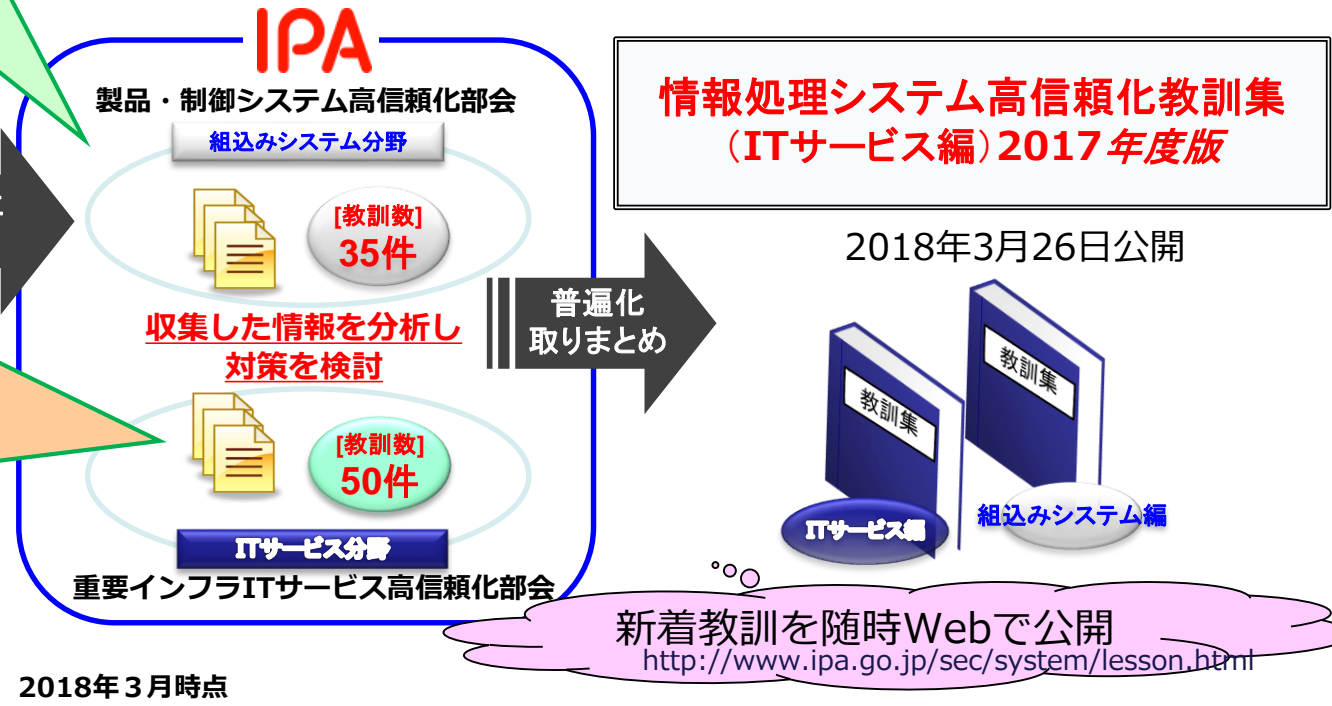 IPA
製品・制御システム高信頼化部会
組込みシステム分野
[教訓数]
35件
収集した情報を分析し
対策を検討
[教訓数]
50件
ITサービス分野
重要インフラITサービス高信頼化部会
2018年３月時点
普遍化
取りまとめ
情報処理システム高信頼化教訓集
（ITサービス編）2017年度版
2018年3月26日公開
教訓集
教訓集
ITサービス編
組込みシステム編
新着教訓を随時Webで公開
http://www.ipa.go.jp/sec/system/lesson.html